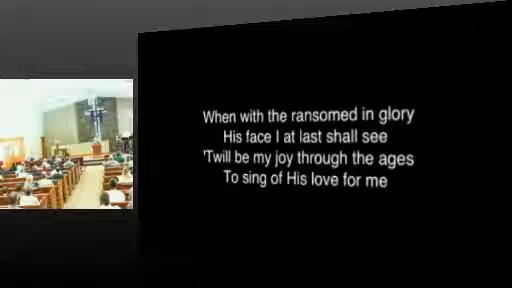 When with the ransomed in glory
His face I at last shall see
'Twill be my joy through the ages
To sing of His love for me